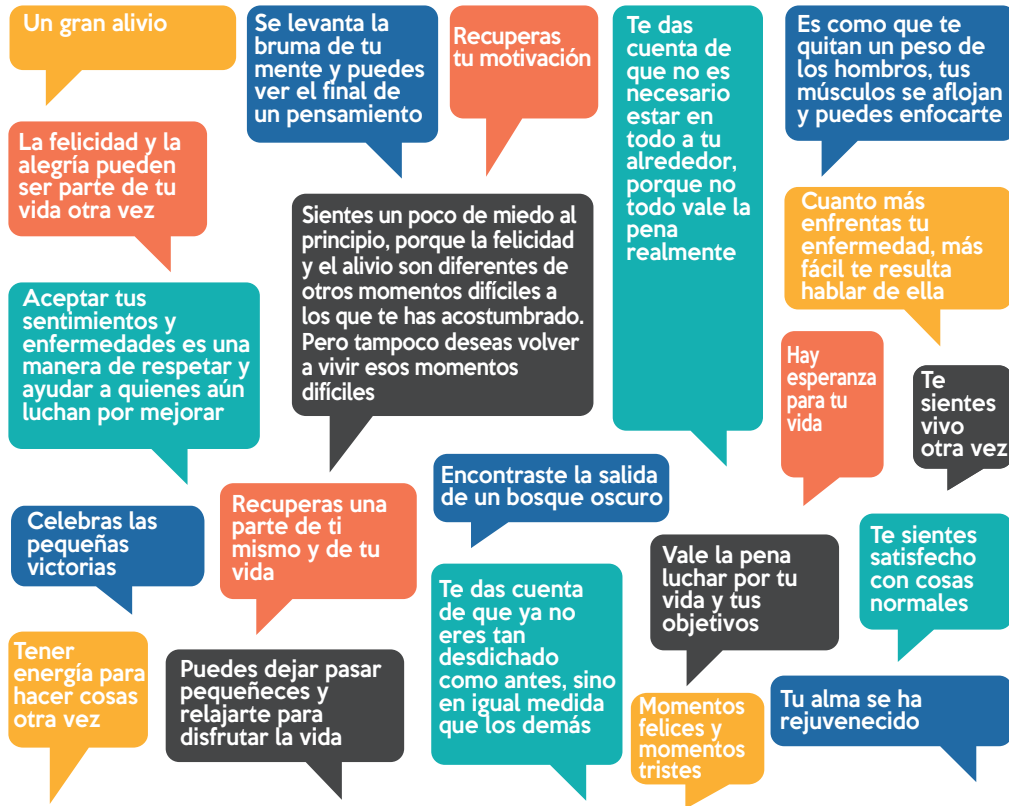 Un gran alivio
Se levanta la
bruma de tu
mente y puedes
ver el final de
un pensamiento
Recuperas
tu motivación
Te das
cuenta de
que no es
necesario
estar en
todo a tu
alrededor,
porque no
todo vale la
pena
realmente
Es como que te
quitan un peso de
los hombros, tus
músculos se aflojan
y puedes enfocarte
La felicidad y la
alegría pueden
ser parte de tu
vida otra vez
Sientes un poco de miedo al
principio, porque la felicidad
y el alivio son diferentes de
otros momentos difíciles a
los que te has acostumbrado.
Pero tampoco deseas volver
a vivir esos momentos
difíciles
Cuanto más
enfrentas tu
enfermedad, más
fácil te resulta
hablar de ella
Aceptar tus
sentimientos y
enfermedades es una
manera de respetar y
ayudar a quienes aún
luchan por mejorar
Hay
esperanza
para tu
vida
Te
sientes
vivo
otra vez
Encontraste la salida
de un bosque oscuro
Celebras las
pequeñas
victorias
Recuperas una
parte de ti
mismo y de tu
vida
Te das cuenta
de que ya no
eres tan
desdichado
como antes, sino
en igual medida
que los demás
Vale la pena
luchar por tu
vida y tus
objetivos
Te sientes
satisfecho
con cosas
normales
Tener
energía para
hacer cosas
otra vez
Puedes dejar pasar
pequeñeces y
relajarte para
disfrutar la vida
Momentos
felices y
momentos
tristes
Tu alma se ha
rejuvenecido